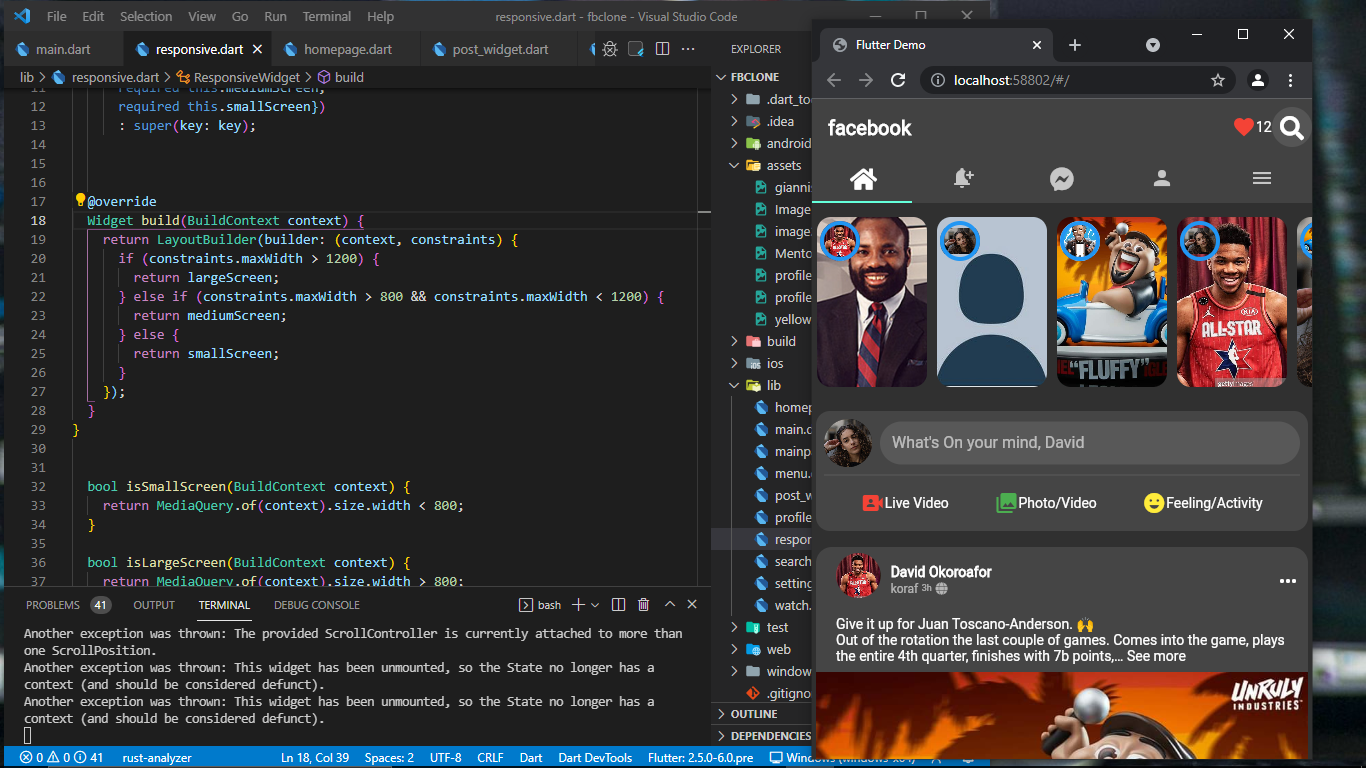 File Edit Selection View Go Run Terminal Help
responsive.dart - fbclone - Visual Studio Code
main.dart
responsive.dart
homepage.dart
post_widget.dart
lib > responsive.dart > ResponsiveWidget > build
11 required this.mediumScreen,
12 required this.smallScreen})
13 : super(key: key);
14
15
16
17 @override
18 Widget build(BuildContext context) {
19 return LayoutBuilder(builder: (context, constraints) {
20 if (constraints.maxWidth > 1200) {
21 return largeScreen;
22 } else if (constraints.maxWidth > 800 && constraints.maxWidth < 1200) {
23 return mediumScreen;
24 } else {
25 return smallScreen;
26 }
27 });
28 }
29 }
30
31
32 bool isSmallScreen(BuildContext context) {
33 return MediaQuery.of(context).size.width < 800;
34 }
35
36 bool isLargeScreen(BuildContext context) {
37 return MediaQuery.of(context).size.width > 800;
PROBLEMS 41 OUTPUT TERMINAL DEBUG CONSOLE
bash
Another exception was thrown: The provided ScrollController is currently attached to more than
one ScrollPosition.
Another exception was thrown: This widget has been unmounted, so the State no longer has a
context (and should be considered defunct).
Another exception was thrown: This widget has been unmounted, so the State no longer has a
context (and should be considered defunct).
0 0 41 rust-analyzer
Ln 18, Col 39 Spaces: 2 UTF-8 CRLF Dart Dart DevTools Flutter: 2.5.0-6.0.pre
EXPLORER
FBCLONE
.dart_to
.idea
android
assets
giannis
Image
image
Mento
profile
profile
yellow
build
ios
lib
homep
main.d
mainp
menu.
post_w
profile
respon
search
setting
watch.
test
web
window
.gitigno
OUTLINE
DEPENDENCIES
Flutter Demo
localhost:58802/#/
facebook
12
ALL-STAR
KIA
gettyimages
"FLUFFY"
What's On your mind, David
Live Video
Photo/Video
Feeling/Activity
David Okoroafor
koraf 3h
Give it up for Juan Toscano-Anderson. 🙌
Out of the rotation the last couple of games. Comes into the game, plays
the entire 4th quarter, finishes with 7b points,... See more
UNRULY
INDUSTRIES